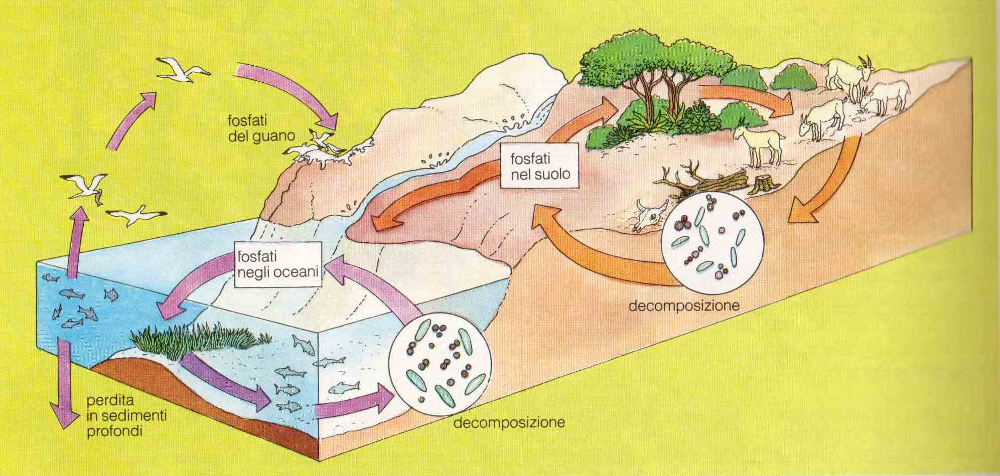 fosfati
del guano
fosfati
nel suolo
fosfati
negli oceani
decomposizione
perdita
in sedimenti
profondi
decomposizione